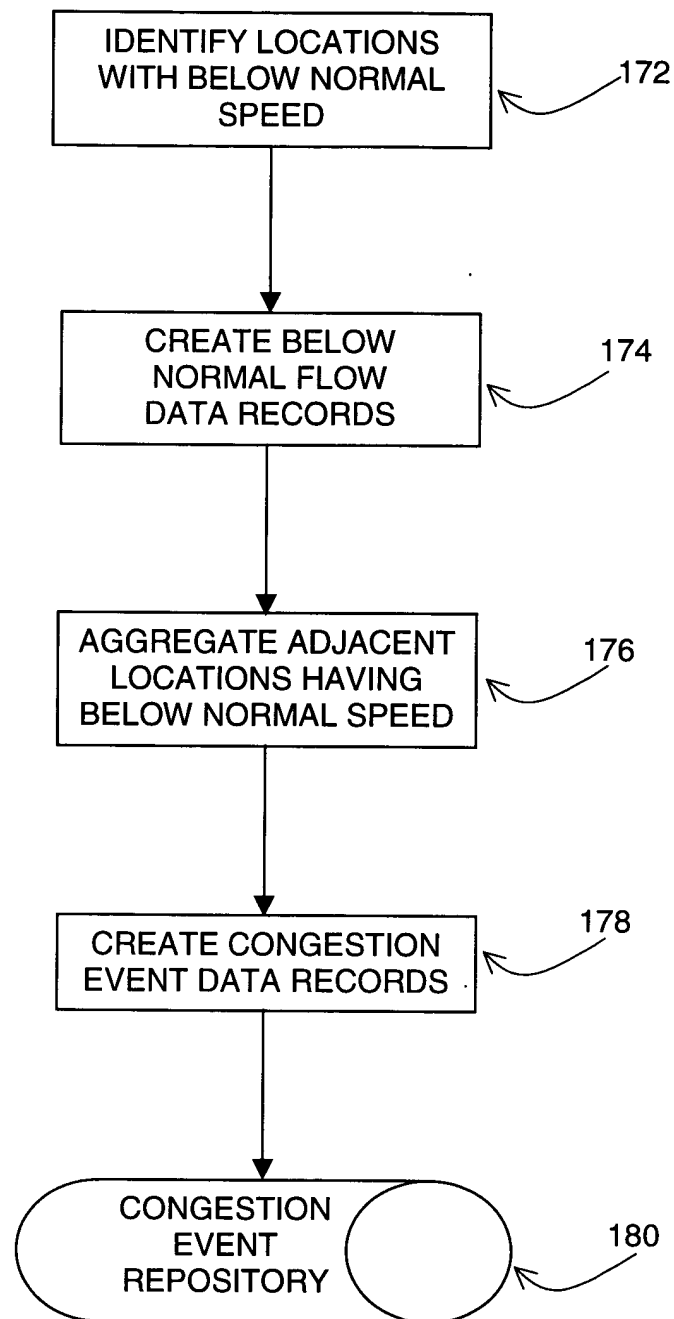 IDENTIFY LOCATIONS
WITH BELOW NORMAL
SPEED
172
CREATE BELOW
NORMAL FLOW
DATA RECORDS
174
AGGREGATE ADJACENT
LOCATIONS HAVING
BELOW NORMAL SPEED
176
CREATE CONGESTION
EVENT DATA RECORDS
178
CONGESTION
EVENT
REPOSITORY
180